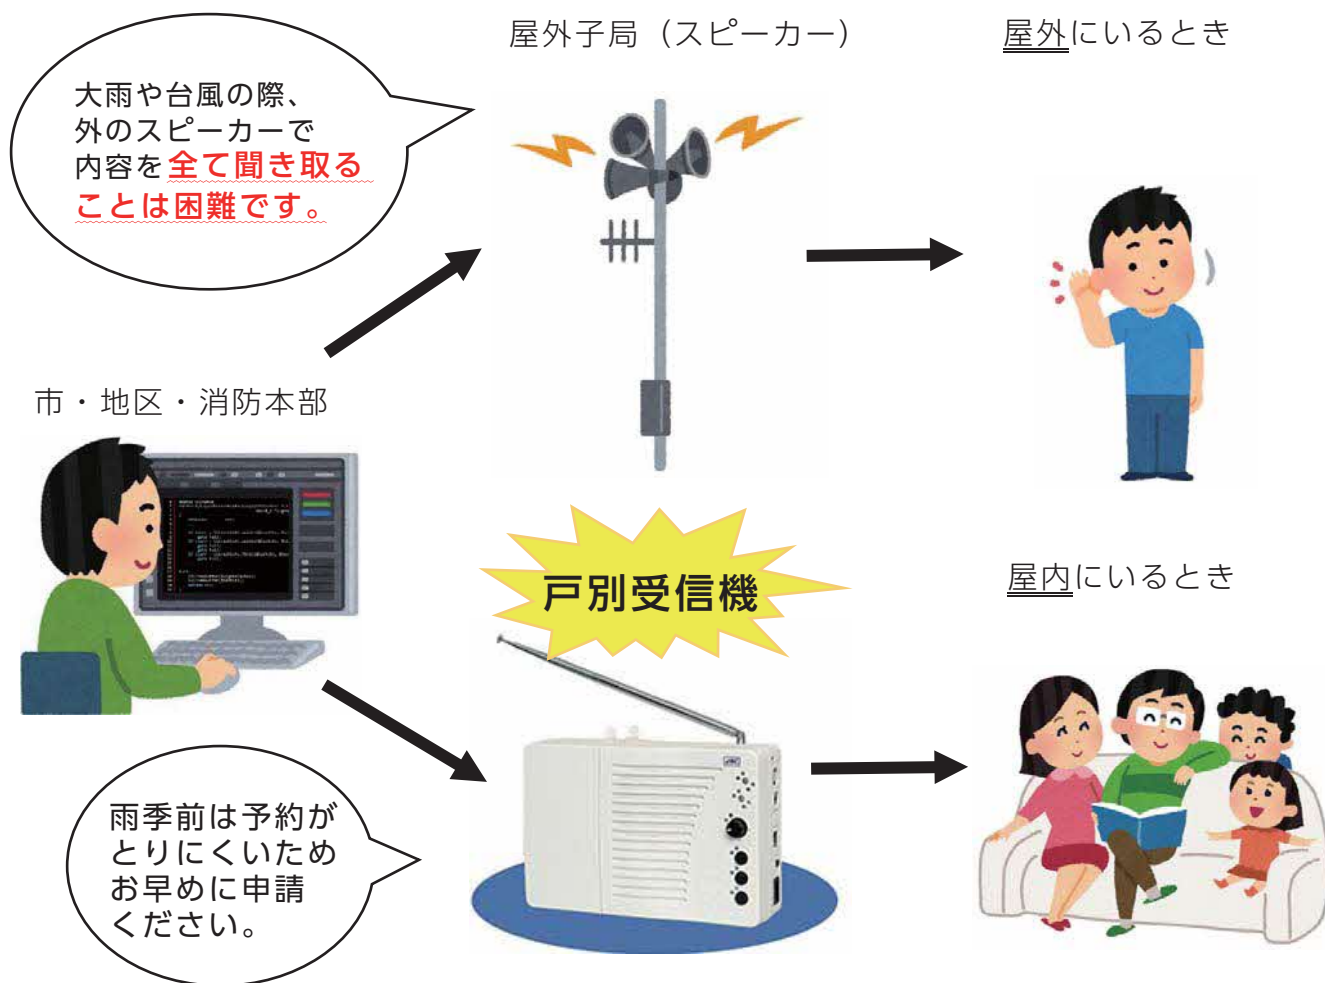 屋外子局（スピーカー）
屋外にいるとき
大雨や台風の際、
外のスピーカーで
内容を全て聞き取る
ことは困難です。
市・地区・消防本部
戸別受信機
屋内にいるとき
雨季前は予約が
とりにくいため
お早めに申請
ください。